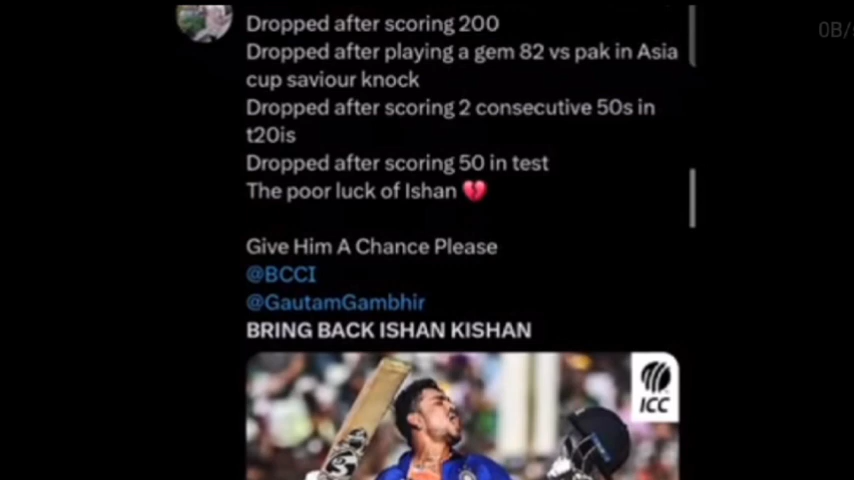 0B/
Dropped after scoring 200
Dropped after playing a gem 82 vs pak in Asia
cup saviour knock
Dropped after scoring 2 consecutive 50s in
t20is
Dropped after scoring 50 in test
The poor luck of Ishan 💔
Give Him A Chance Please
@BCCI
@GautamGambhir
BRING BACK ISHAN KISHAN
ICC